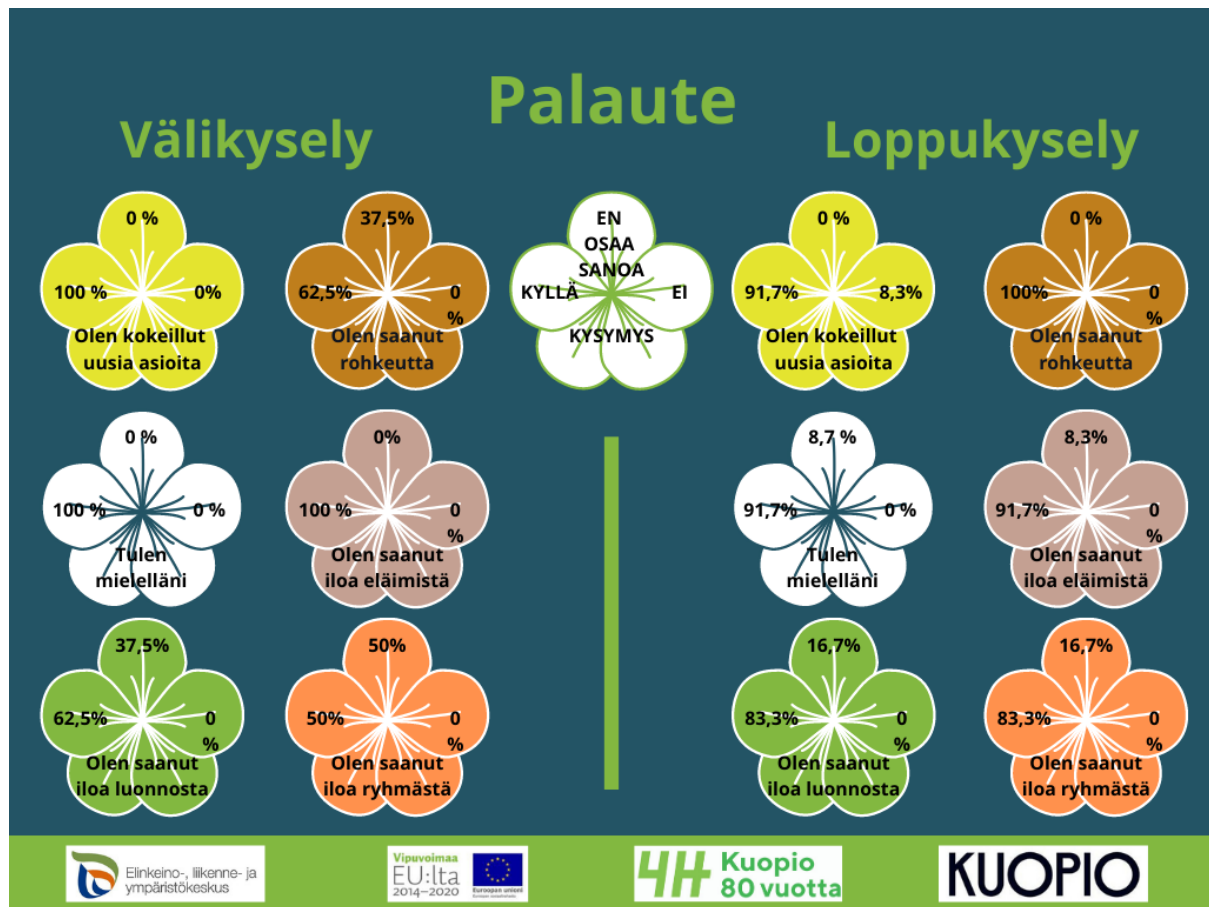 Palaute
Välikysely
Loppukysely
0 %
100 %
0%
Olen kokeillut
uusia asioita
37,5%
62,5%
0
%
Olen saanut
rohkeutta
EN
OSAA
SANOA
KYLLÄ
EI
KYSYMYS
0 %
91,7%
8,3%
Olen kokeillut
uusia asioita
0 %
100%
0
%
Olen saanut
rohkeutta
0 %
100 %
0 %
Tulen
mielelläni
0%
100 %
0
%
Olen saanut
iloa eläimistä
8,7 %
91,7%
0 %
Tulen
mielelläni
8,3%
91,7%
0
%
Olen saanut
iloa eläimistä
37,5%
62,5%
0
%
Olen saanut
iloa luonnosta
50%
50%
0
%
Olen saanut
iloa ryhmästä
16,7%
83,3%
0
%
Olen saanut
iloa luonnosta
16,7%
83,3%
0
%
Olen saanut
iloa ryhmästä
Elinkeino-, liikenne- ja
ympäristökeskus
Vipuvoimaa
EU:lta
2014–2020
Euroopan unioni
4H Kuopio
80 vuotta
KUOPIO